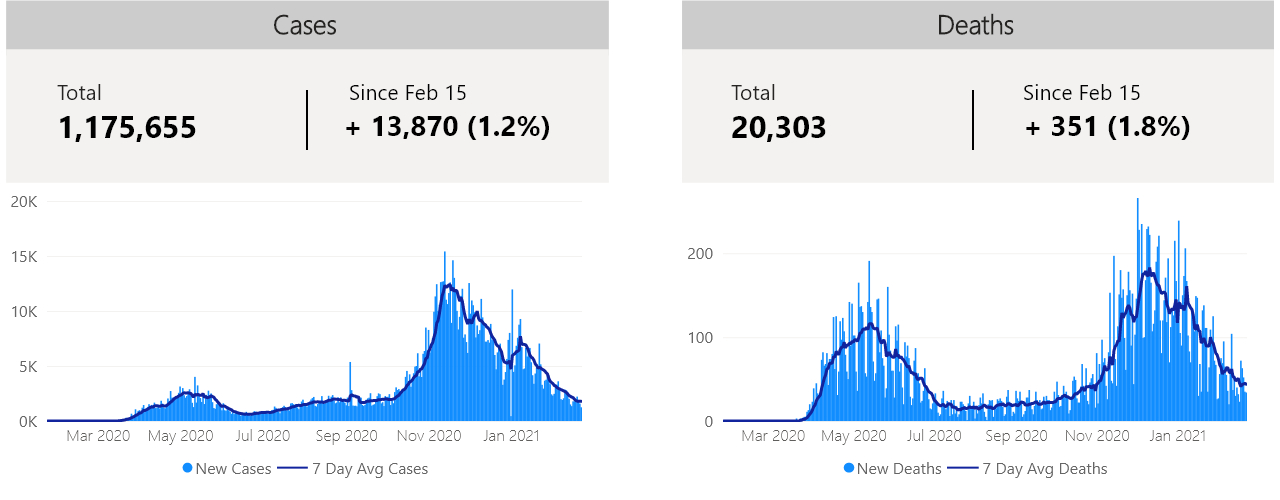 Cases
Total
1,175,655
Since Feb 15
+ 13,870 (1.2%)
20K
15K
10K
5K
0K
Mar 2020 May 2020 Jul 2020 Sep 2020 Nov 2020 Jan 2021
New Cases 7 Day Avg Cases
Deaths
Total
20,303
Since Feb 15
+ 351 (1.8%)
200
100
0
Mar 2020 May 2020 Jul 2020 Sep 2020 Nov 2020 Jan 2021
New Deaths 7 Day Avg Deaths